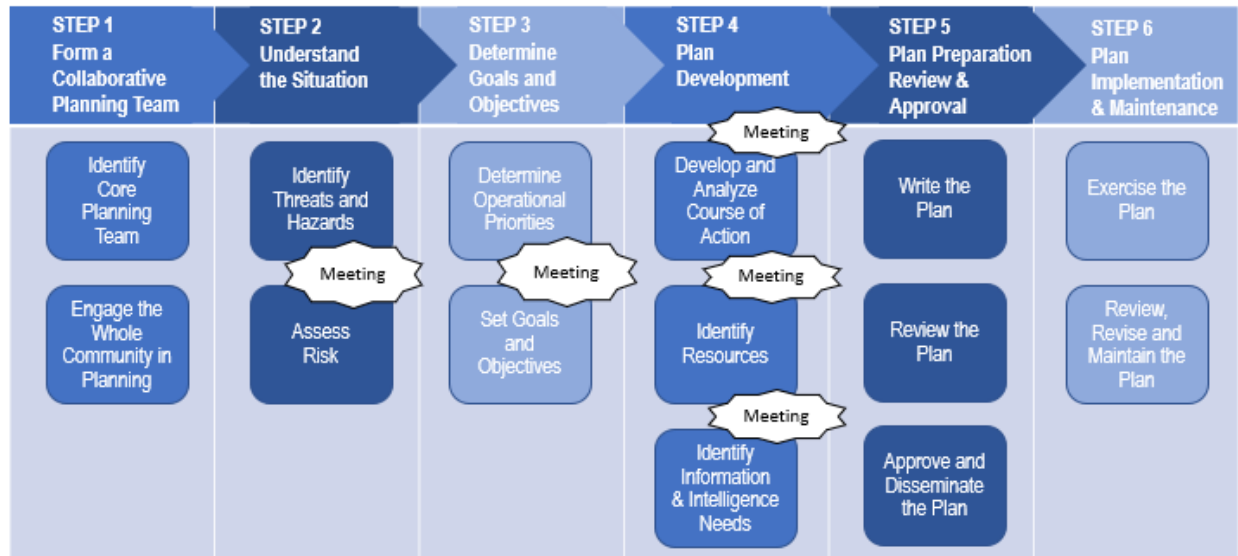 STEP 1
Form a
Collaborative
Planning Team
STEP 2
Understand
the Situation
STEP 3
Determine
Goals and
Objectives
STEP 4
Plan
Development
STEP 5
Plan Preparation
Review &
Approval
STEP 6
Plan
Implementation
& Maintenance
Identify
Core
Planning
Team
Engage the
Whole
Community in
Planning
Identify
Threats and
Hazards
Meeting
Assess
Risk
Determine
Operational
Priorities
Meeting
Set Goals
and
Objectives
Meeting
Develop and
Analyze
Course of
Action
Meeting
Identify
Resources
Meeting
Identify
Information
& Intelligence
Needs
Write the
Plan
Review the
Plan
Approve and
Disseminate
the Plan
Exercise the
Plan
Review,
Revise and
Maintain the
Plan